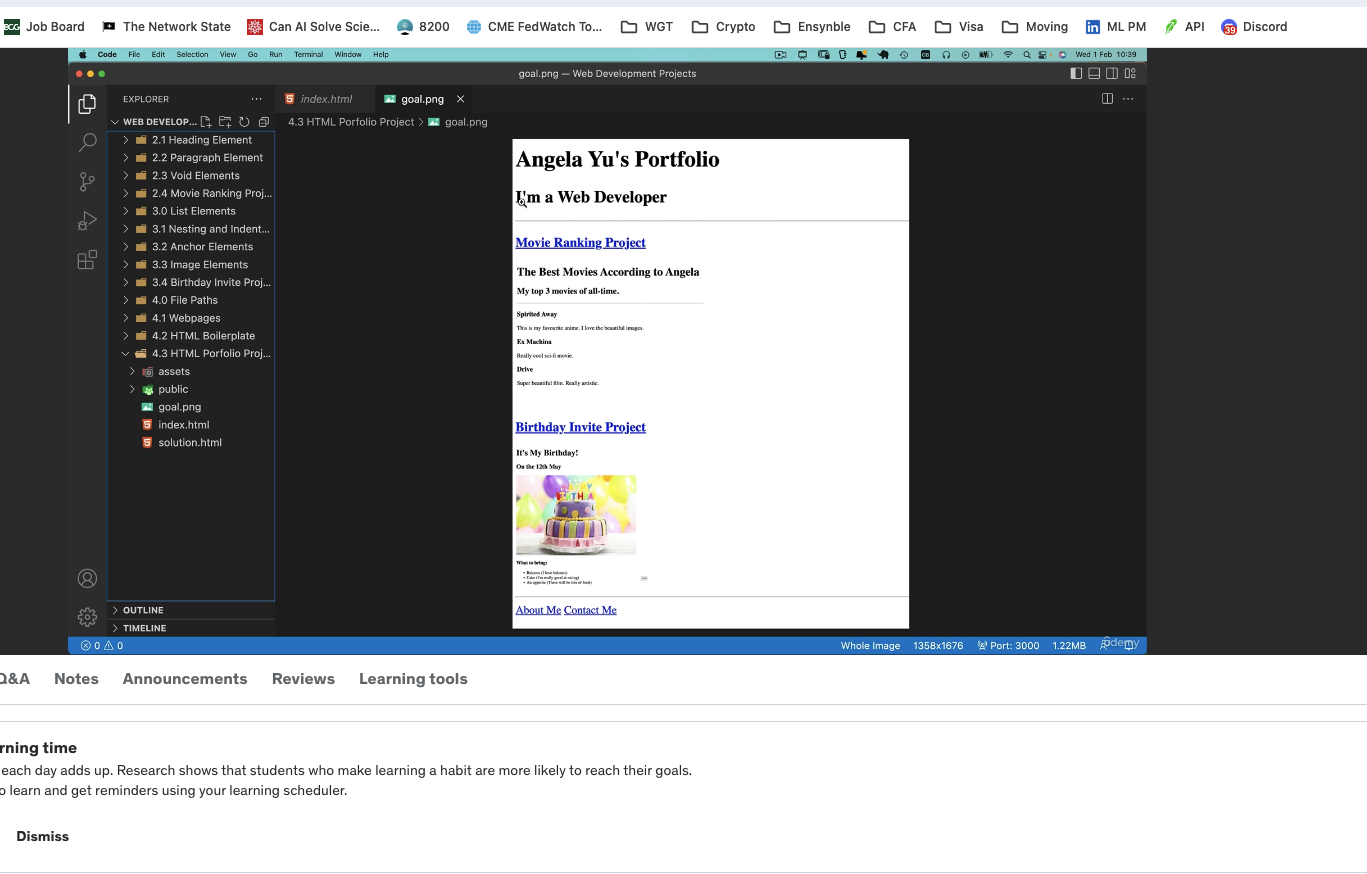 Job Board The Network State Can AI Solve Scie... 8200 CME FedWatch To... WGT Crypto Ensynble CFA Visa Moving ML PM API 39 Discord
Code File Edit Selection View Go Run Terminal Window Help Wed 1 Feb 10:39
goal.png — Web Development Projects
EXPLORER ... index.html goal.png
WEB DEVELOP... 4.3 HTML Porfolio Project > goal.png
2.1 Heading Element
2.2 Paragraph Element
2.3 Void Elements
2.4 Movie Ranking Proj...
3.0 List Elements
3.1 Nesting and Indent...
3.2 Anchor Elements
3.3 Image Elements
3.4 Birthday Invite Proj...
4.0 File Paths
4.1 Webpages
4.2 HTML Boilerplate
4.3 HTML Porfolio Proj...
assets
public
goal.png
index.html
solution.html
OUTLINE
TIMELINE
Angela Yu's Portfolio
I'm a Web Developer
Movie Ranking Project
The Best Movies According to Angela
My top 3 movies of all-time.
Spirited Away
This is my favourite anime. I love the beautiful images.
Ex Machina
Really cool sci-fi movie.
Drive
Super beautiful film. Really artistic.
Birthday Invite Project
It's My Birthday!
On the 12th May
HAPPY
BIRTHDA
What to bring:
Baloons (I love baloons)
Cake (I'm really good at eating)
An appetite (There will be lots of food)
About Me Contact Me
0 0 Whole Image 1358x1676 Port: 3000 1.22MB
udemy
Q&A Notes Announcements Reviews Learning tools
rning time
each day adds up. Research shows that students who make learning a habit are more likely to reach their goals.
o learn and get reminders using your learning scheduler.
Dismiss